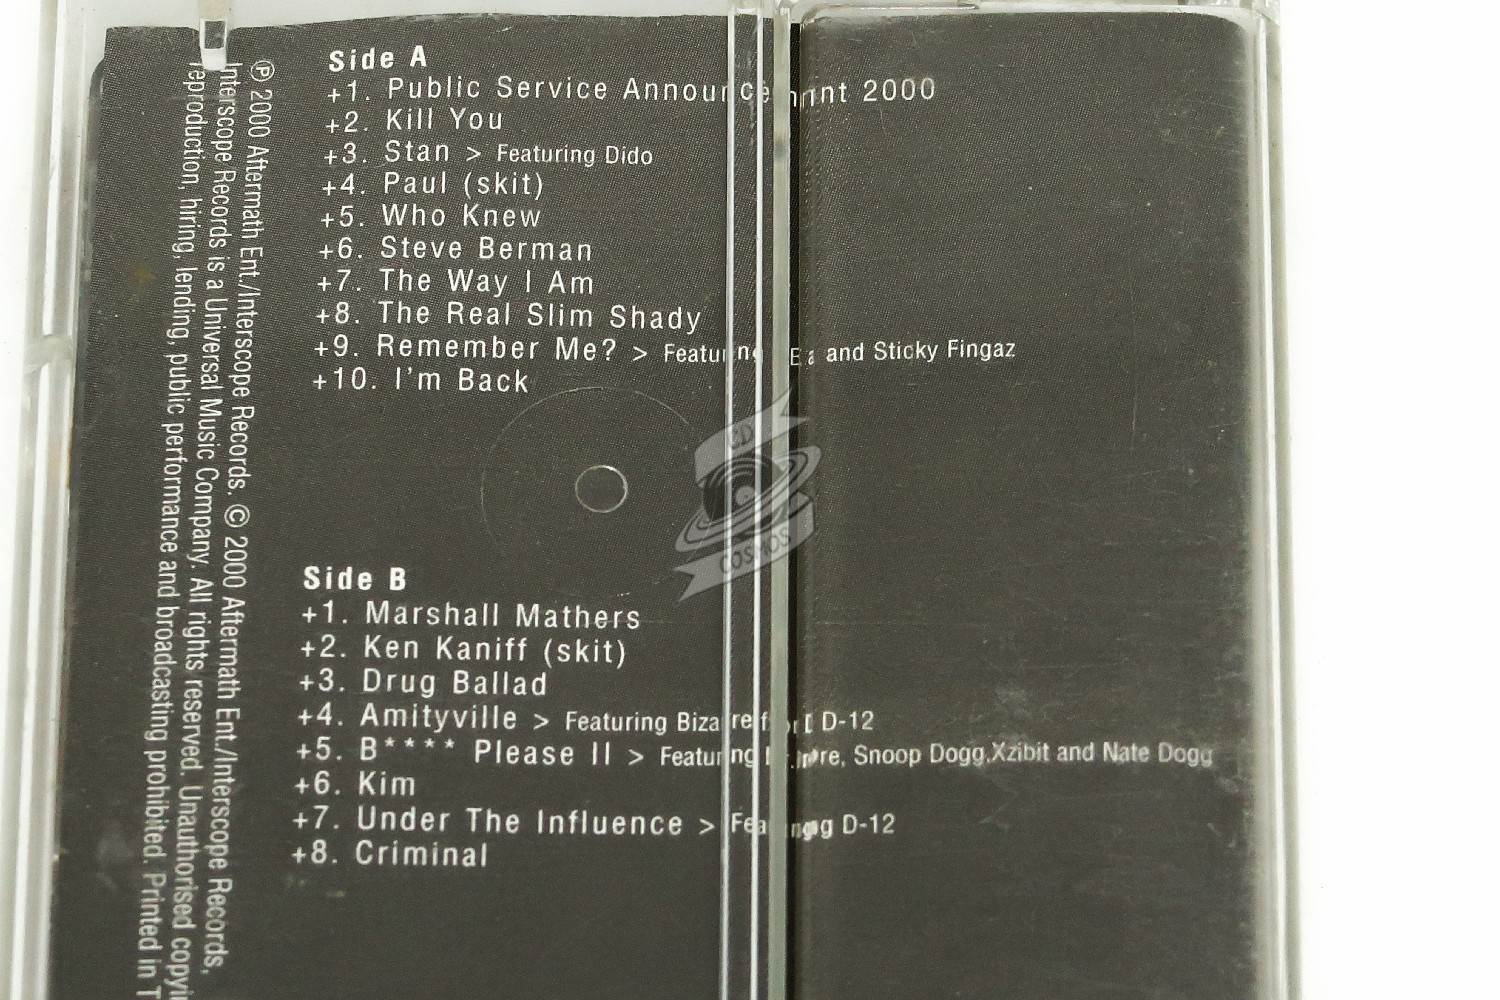 Side A
+1. Public Service Announcement 2000
+2. Kill You
+3. Stan > Featuring Dido
+4. Paul (skit)
+5. Who Knew
+6. Steve Berman
+7. The Way I Am
+8. The Real Slim Shady
+9. Remember Me? > Featuring and Sticky Fingaz
+10. I'm Back
Side B
+1. Marshall Mathers
+2. Ken Kaniff (skit)
+3. Drug Ballad
+4. Amityville > Featuring Bizarre D-12
+5. B**** Please II > Featuring Snoop Dogg,Xzibit and Nate Dogg
+6. Kim
+7. Under The Influence > Featuring D-12
+8. Criminal
℗ 2000 Aftermath Ent./Interscope Records. © 2000 Aftermath Ent./Interscope Records,
Interscope Records is a Universal Music Company. All rights reserved. Unauthorised
reproduction, hiring, lending, public performance and broadcasting prohibited. Printed in
CD
COSMOS